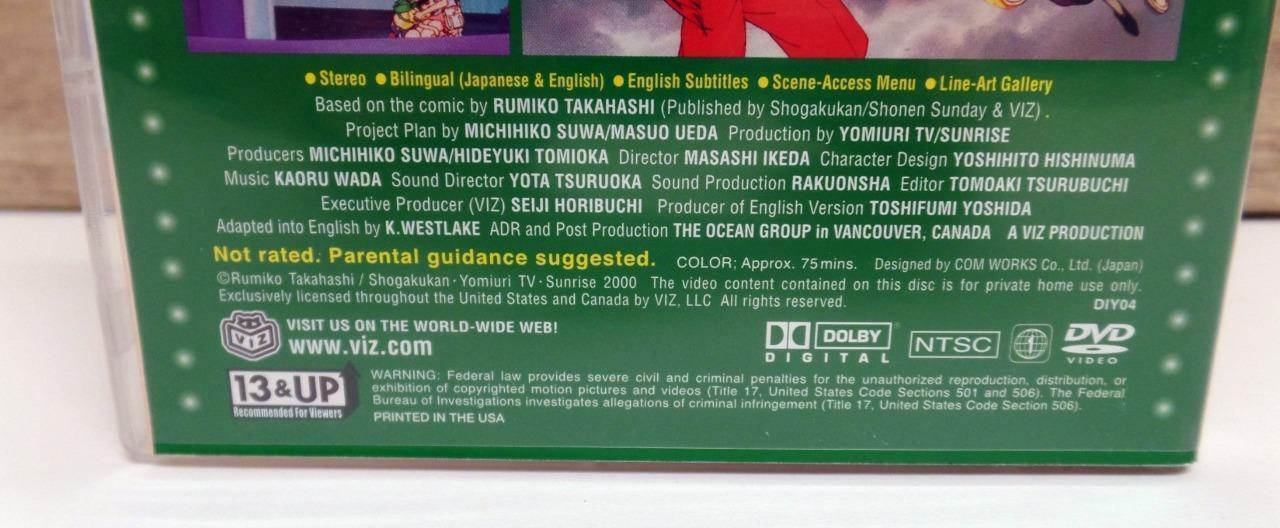 ●Stereo ●Bilingual (Japanese & English) ●English Subtitles ●Scene-Access Menu ●Line-Art Gallery
Based on the comic by RUMIKO TAKAHASHI (Published by Shogakukan/Shonen Sunday & VIZ).
Project Plan by MICHIHIKO SUWA/MASUO UEDA Production by YOMIURI TV/SUNRISE
Producers MICHIHIKO SUWA/HIDEYUKI TOMIOKA Director MASASHI IKEDA Character Design YOSHIHITO HISHINUMA
Music KAORU WADA Sound Director YOTA TSURUOKA Sound Production RAKUONSHA Editor TOMOAKI TSURUBUCHI
Executive Producer (VIZ) SEIJI HORIBUCHI Producer of English Version TOSHIFUMI YOSHIDA
Adapted into English by K.WESTLAKE ADR and Post Production THE OCEAN GROUP in VANCOUVER, CANADA A VIZ PRODUCTION
Not rated. Parental guidance suggested. COLOR; Approx. 75mins. Designed by COM WORKS Co., Ltd. (Japan)
©Rumiko Takahashi / Shogakukan · Yomiuri TV · Sunrise 2000 The video content contained on this disc is for private home use only.
Exclusively licensed throughout the United States and Canada by VIZ, LLC All rights reserved.
DIY04
VIZ
VISIT US ON THE WORLD-WIDE WEB!
www.viz.com
DOLBY
DIGITAL
NTSC
1
DVD
VIDEO
13&UP
Recommended For Viewers
WARNING: Federal law provides severe civil and criminal penalties for the unauthorized reproduction, distribution, or
exhibition of copyrighted motion pictures and videos (Title 17, United States Code Sections 501 and 506). The Federal
Bureau of Investigations investigates allegations of criminal infringement (Title 17, United States Code Section 506).
PRINTED IN THE USA